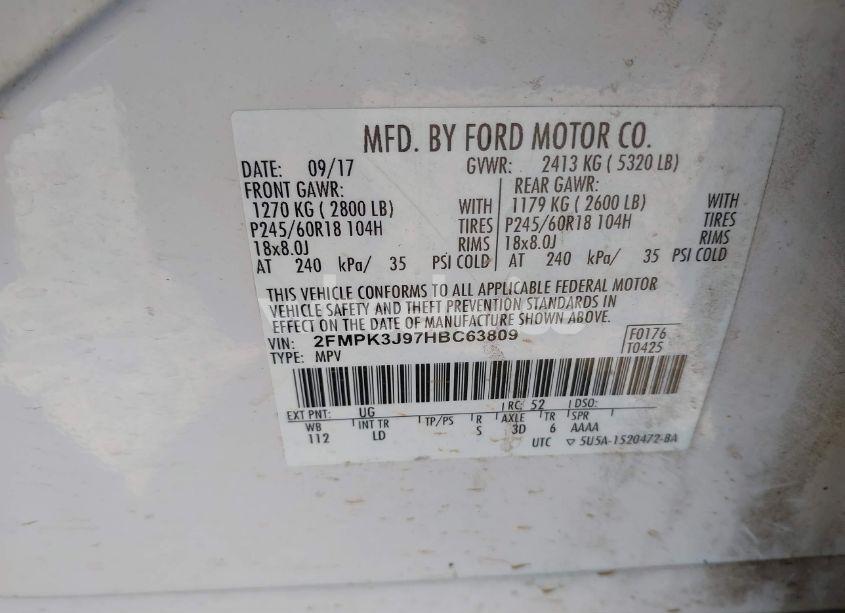 MFD. BY FORD MOTOR CO.
DATE: 09/17 GVWR: 2413 KG ( 5320 LB)
FRONT GAWR: REAR GAWR:
1270 KG ( 2800 LB) WITH 1179 KG ( 2600 LB) WITH
P245/60R18 104H TIRES P245/60R18 104H TIRES
18x8.0J RIMS 18x8.0J RIMS
AT 240 kPa/ 35 PSI COLD AT 240 kPa/ 35 PSI COLD
THIS VEHICLE CONFORMS TO ALL APPLICABLE FEDERAL MOTOR
VEHICLE SAFETY AND THEFT PREVENTION STANDARDS IN
EFFECT ON THE DATE OF MANUFACTURE SHOWN ABOVE.
VIN: 2FMPK3J97HBC63809 F0176
TYPE: MPV T0425
EXT PNT: UG RC: 52 DSO:
WB INT TR TP/PS R AXLE TR SPR
112 LD S 3D 6 AAAA
UTC ▽ 5U5A-1520472-BA